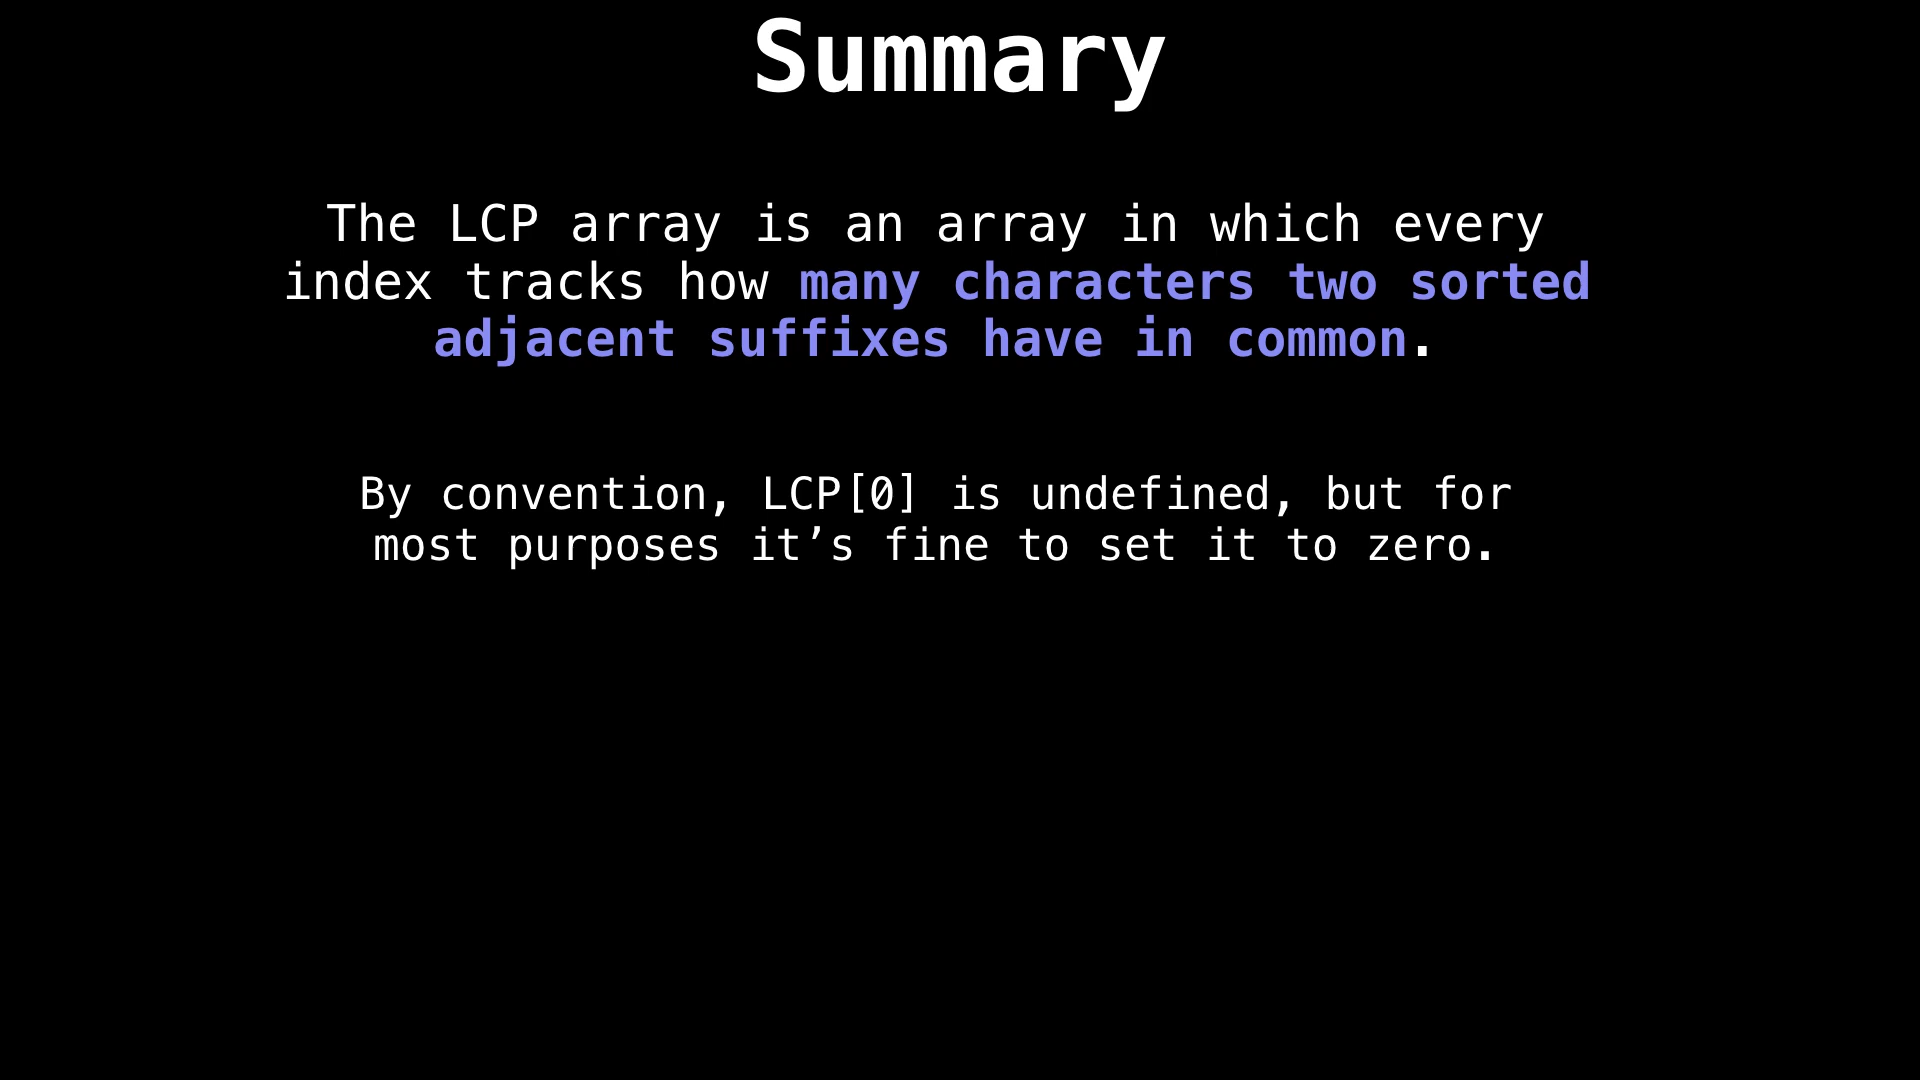 Summary
The LCP array is an array in which every
index tracks how many characters two sorted
adjacent suffixes have in common.
By convention, LCP[0] is undefined, but for
most purposes it’s fine to set it to zero.